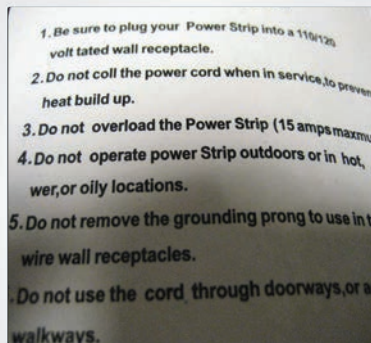 1.Be sure to plug your Power Strip into a 110/125
volt tated wall receptacle.
2.Do not coll the power cord when in service,to preven
heat build up.
3.Do not overload the Power Strip (15 amps maxmu
4.Do not operate power Strip outdoors or in hot,
wer,or oily locations.
5.Do not remove the grounding prong to use in t
wire wall receptacles.
.Do not use the cord through doorways,or a
walkways.